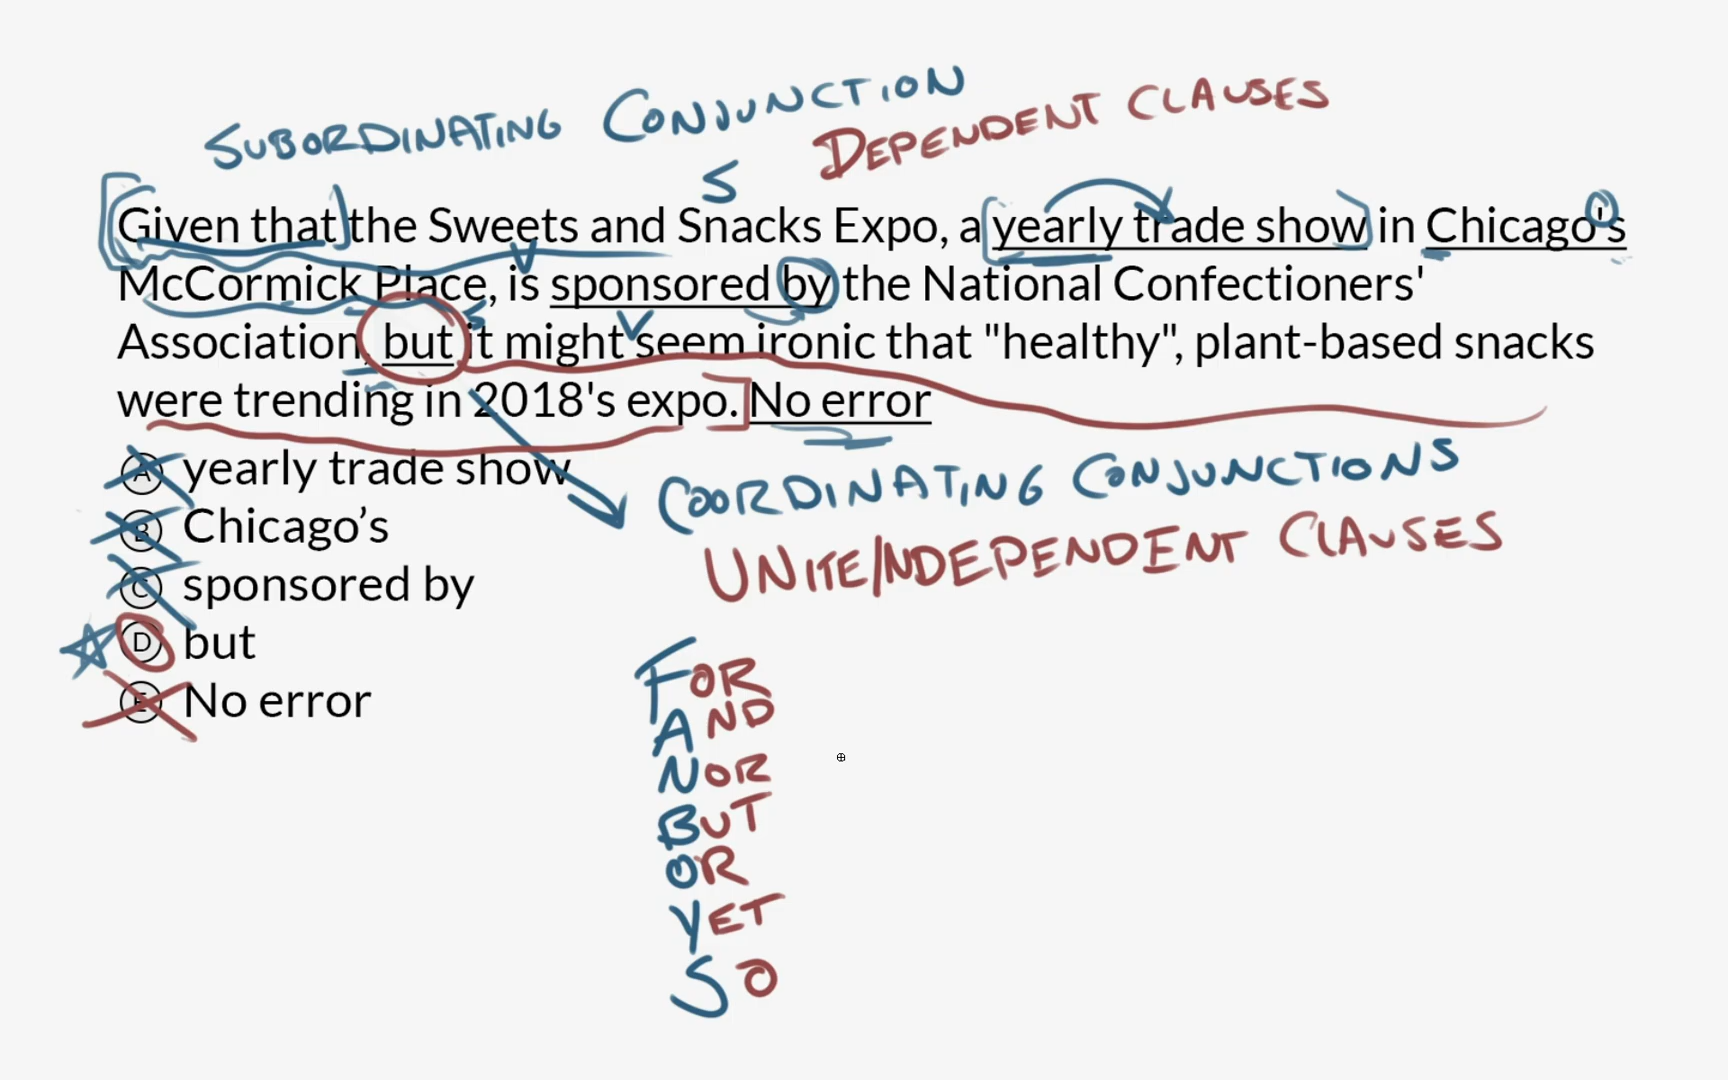 SUBORDINATING CONJUNCTION
DEPENDENT CLAUSES
S
Given that the Sweets and Snacks Expo, a yearly trade show in Chicago's
V
McCormick Place, is sponsored by the National Confectioners'
S V
Association, but it might seem ironic that "healthy", plant-based snacks
were trending in 2018's expo. No error
A yearly trade show
COORDINATING CONJUNCTIONS
B Chicago’s
UNITE INDEPENDENT CLAUSES
C sponsored by
D but
E No error
FOR
AND
NOR
BUT
OR
YET
SO